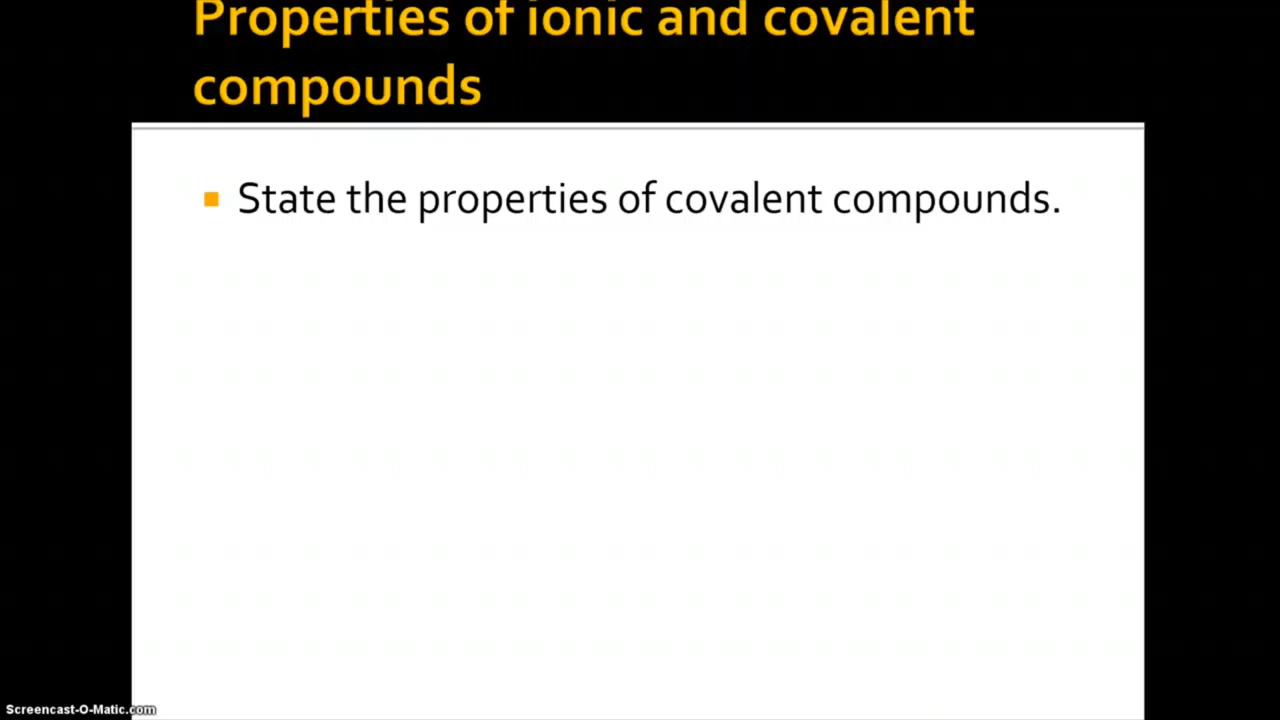 Properties of ionic and covalent
compounds
State the properties of covalent compounds.
Screencast-O-Matic.com